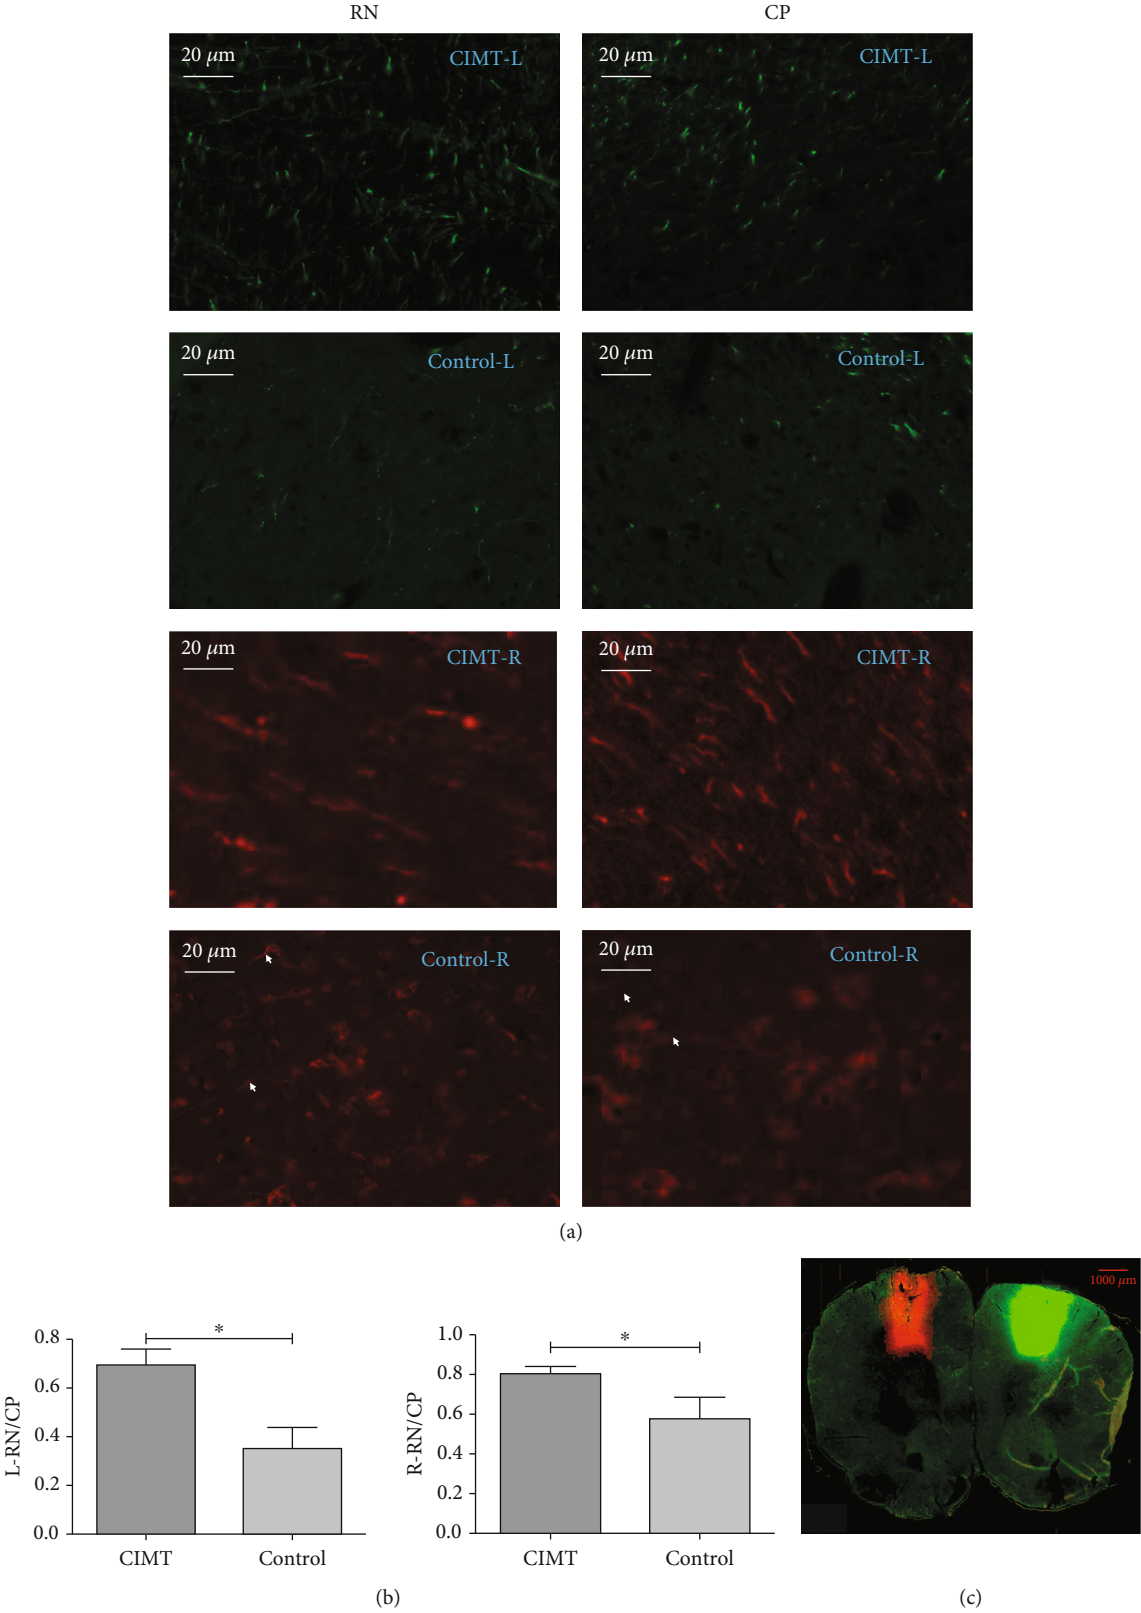 RN CP
20 μm CIMT-L
20 μm CIMT-L
20 μm Control-L
20 μm Control-L
20 μm CIMT-R
20 μm CIMT-R
20 μm Control-R
20 μm Control-R
(a)
L-RN/CP
0.8
0.6
0.4
0.2
0.0
*
CIMT Control
R-RN/CP
1.0
0.8
0.6
0.4
0.2
0.0
*
CIMT Control
(b)
1000 μm
(c)